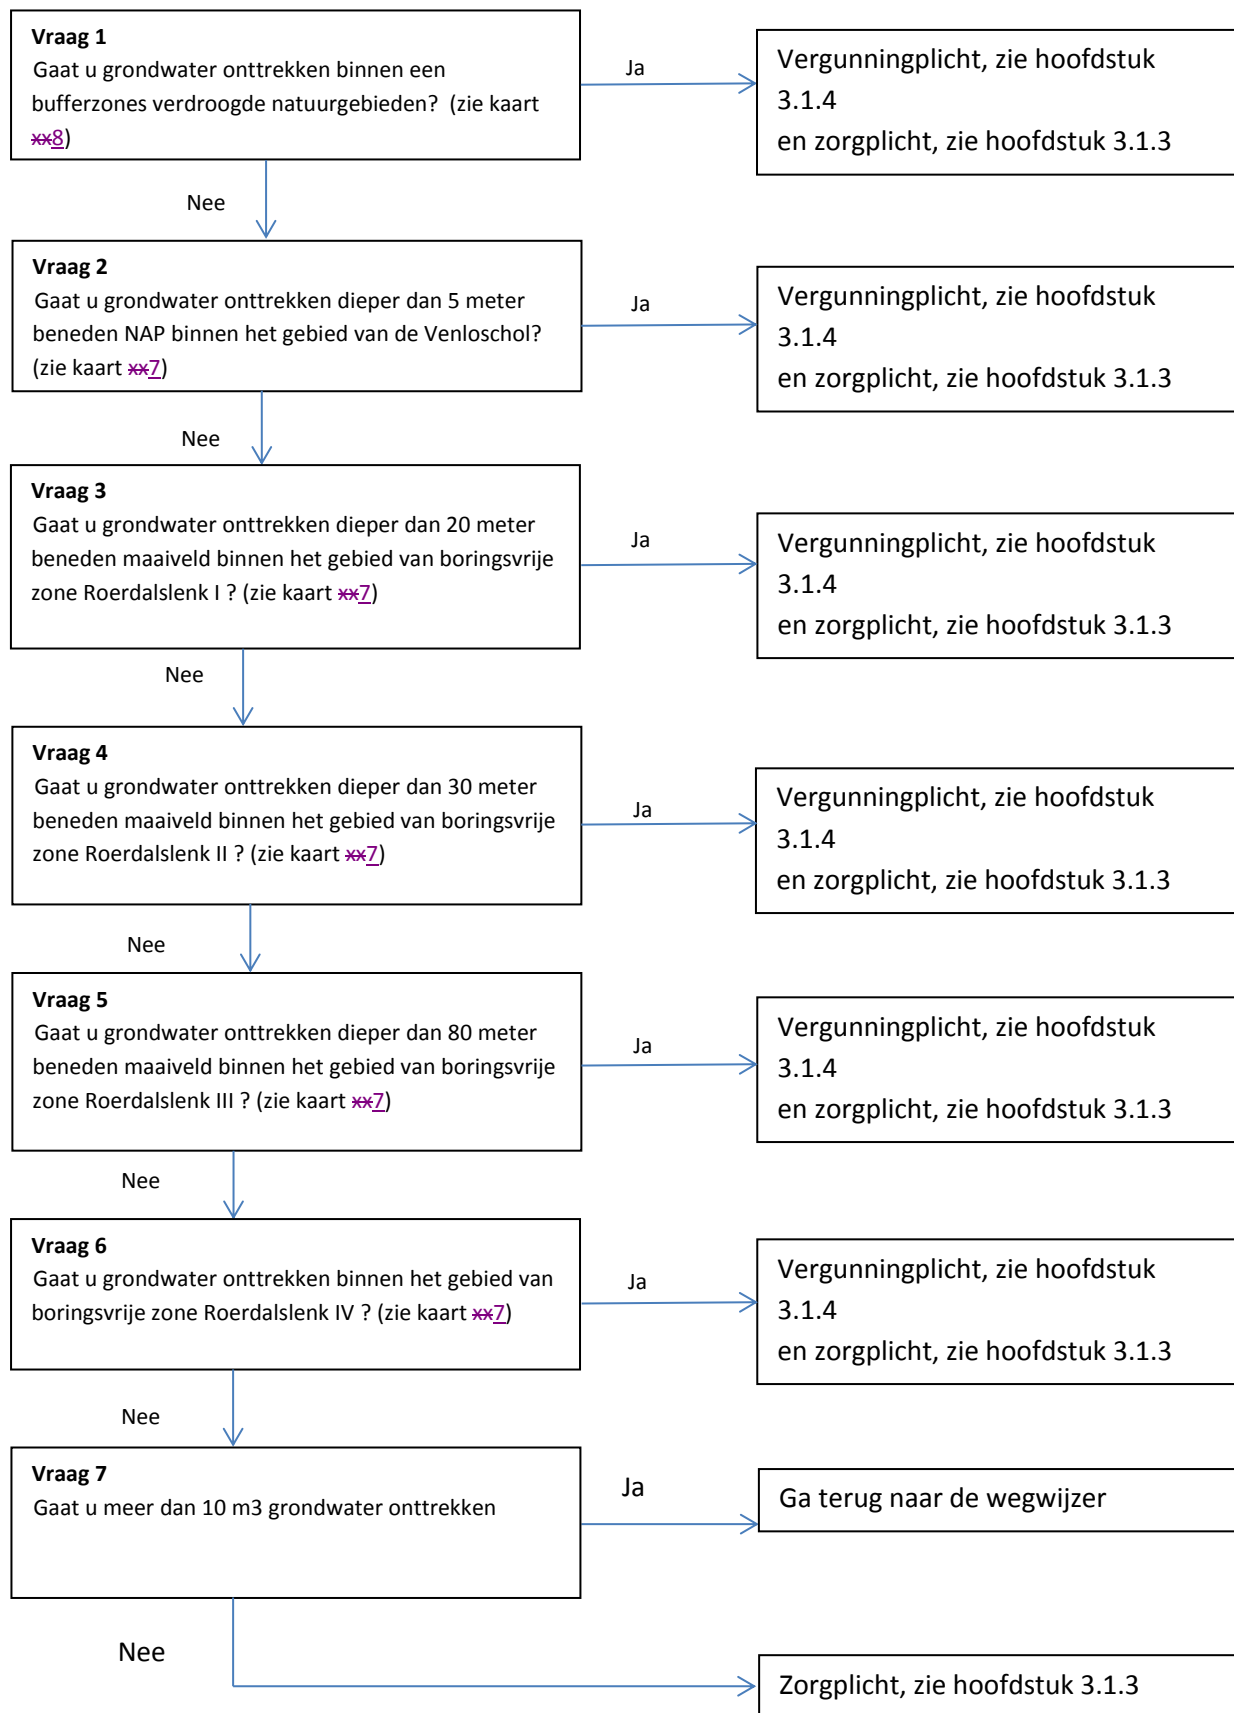 Vraag 1
Gaat u grondwater onttrekken binnen een
bufferzones verdroogde natuurgebieden? (zie kaart
xx8)
Ja
Vergunningplicht, zie hoofdstuk
3.1.4
en zorgplicht, zie hoofdstuk 3.1.3
Nee
Vraag 2
Gaat u grondwater onttrekken dieper dan 5 meter
beneden NAP binnen het gebied van de Venloschol?
(zie kaart xx7)
Ja
Vergunningplicht, zie hoofdstuk
3.1.4
en zorgplicht, zie hoofdstuk 3.1.3
Nee
Vraag 3
Gaat u grondwater onttrekken dieper dan 20 meter
beneden maaiveld binnen het gebied van boringsvrije
zone Roerdalslenk I ? (zie kaart xx7)
Ja
Vergunningplicht, zie hoofdstuk
3.1.4
en zorgplicht, zie hoofdstuk 3.1.3
Nee
Vraag 4
Gaat u grondwater onttrekken dieper dan 30 meter
beneden maaiveld binnen het gebied van boringsvrije
zone Roerdalslenk II ? (zie kaart xx7)
Ja
Vergunningplicht, zie hoofdstuk
3.1.4
en zorgplicht, zie hoofdstuk 3.1.3
Nee
Vraag 5
Gaat u grondwater onttrekken dieper dan 80 meter
beneden maaiveld binnen het gebied van boringsvrije
zone Roerdalslenk III ? (zie kaart xx7)
Ja
Vergunningplicht, zie hoofdstuk
3.1.4
en zorgplicht, zie hoofdstuk 3.1.3
Nee
Vraag 6
Gaat u grondwater onttrekken binnen het gebied van
boringsvrije zone Roerdalslenk IV ? (zie kaart xx7)
Ja
Vergunningplicht, zie hoofdstuk
3.1.4
en zorgplicht, zie hoofdstuk 3.1.3
Nee
Vraag 7
Gaat u meer dan 10 m3 grondwater onttrekken
Ja
Ga terug naar de wegwijzer
Nee
Zorgplicht, zie hoofdstuk 3.1.3